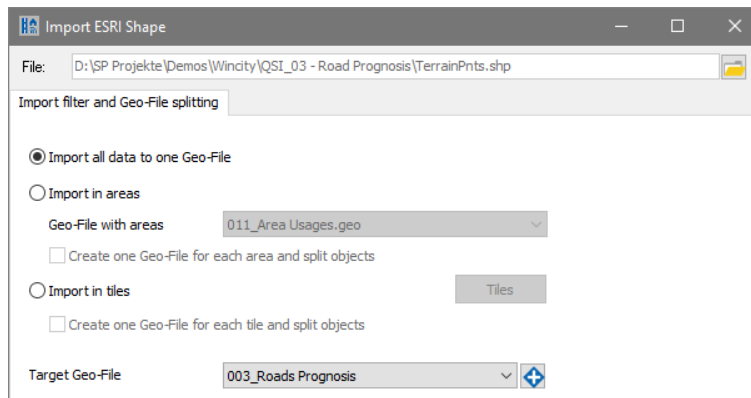 Import ESRI Shape
File: D:\SP Projekte\Demos\Wincity\QSI_03 - Road Prognosis\TerrainPnts.shp
Import filter and Geo-File splitting
Import all data to one Geo-File
Import in areas
Geo-File with areas 011_Area Usages.geo
Create one Geo-File for each area and split objects
Import in tiles Tiles
Create one Geo-File for each tile and split objects
Target Geo-File 003_Roads Prognosis